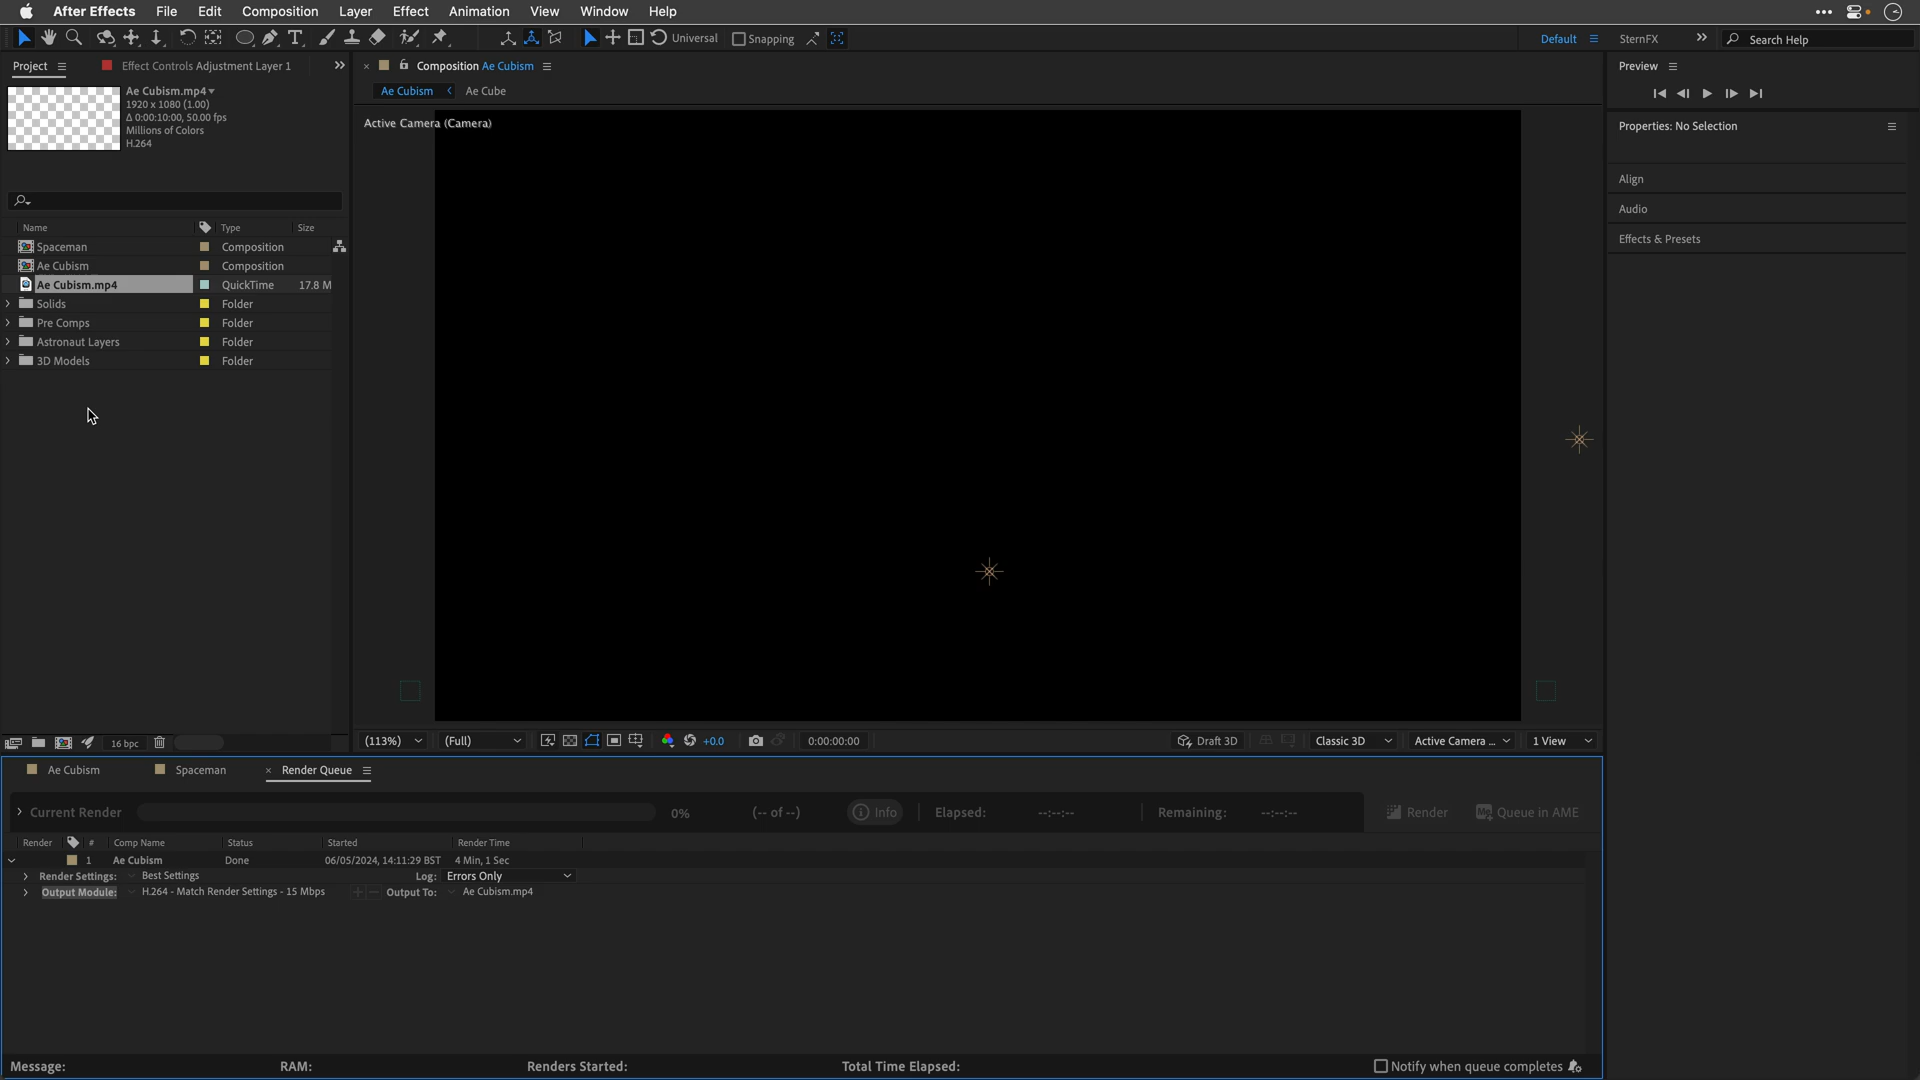 After Effects File Edit Composition Layer Effect Animation View Window Help
Universal Snapping Default SternFX Search Help
Project Effect Controls Adjustment Layer 1 Composition Ae Cubism Preview
Ae Cubism.mp4
1920 x 1080 (1.00)
Δ 0:00:10:00, 50.00 fps
Millions of Colors
H.264
Ae Cubism Ae Cube
Active Camera (Camera)
Properties: No Selection
Align
Audio
Effects & Presets
Name Type Size
Spaceman Composition
Ae Cubism Composition
Ae Cubism.mp4 QuickTime 17.8 M
Solids Folder
Pre Comps Folder
Astronaut Layers Folder
3D Models Folder
16 bpc (113%) (Full) +0.0 0:00:00:00 Draft 3D Classic 3D Active Camera ... 1 View
Ae Cubism Spaceman Render Queue
Current Render 0% (-- of --) Info Elapsed: --:--:-- Remaining: --:--:-- Render Queue in AME
Render # Comp Name Status Started Render Time
1 Ae Cubism Done 06/05/2024, 14:11:29 BST 4 Min, 1 Sec
Render Settings: Best Settings Log: Errors Only
Output Module: H.264 - Match Render Settings - 15 Mbps Output To: Ae Cubism.mp4
Message: RAM: Renders Started: Total Time Elapsed: Notify when queue completes